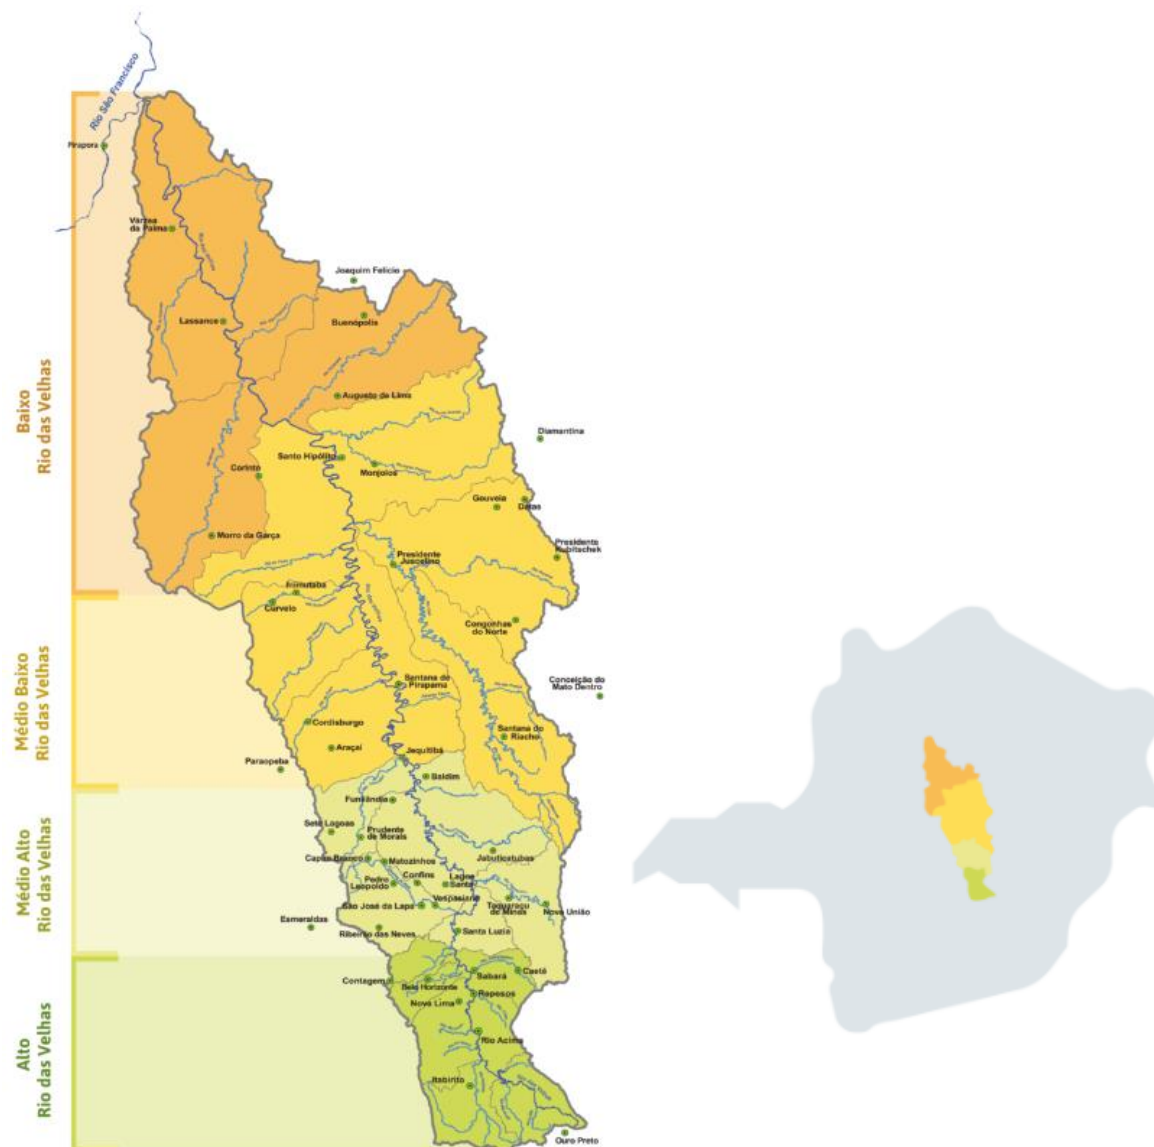 Rio São Francisco
Pirapora
Várzea
da Palma
Joaquim Felício
Lassance
Buenópolis
Baixo
Rio das Velhas
Augusto de Lima
Diamantina
Santo Hipólito
Monjolos
Corinto
Gouveia
Datas
Morro da Garça
Presidente
Juscelino
Presidente
Kubitschek
Inimutaba
Curvelo
Congonhas
do Norte
Médio Baixo
Rio das Velhas
Santana de
Pirapama
Conceição do
Mato Dentro
Cordisburgo
Santana do
Riacho
Araçaí
Jequitibá
Paraopeba
Baldim
Funilândia
Sete Lagoas
Prudente
de Morais
Médio Alto
Rio das Velhas
Jabuticatubas
Capim Branco
Matozinhos
Confins
Lagoa
Santa
Pedro
Leopoldo
São José da Lapa
Vespasiano
Taquaraçu
de Minas
Nova União
Esmeraldas
Ribeirão das Neves
Santa Luzia
Contagem
Sabará
Caeté
Belo Horizonte
Raposos
Nova Lima
Alto
Rio das Velhas
Rio Acima
Itabirito
Ouro Preto